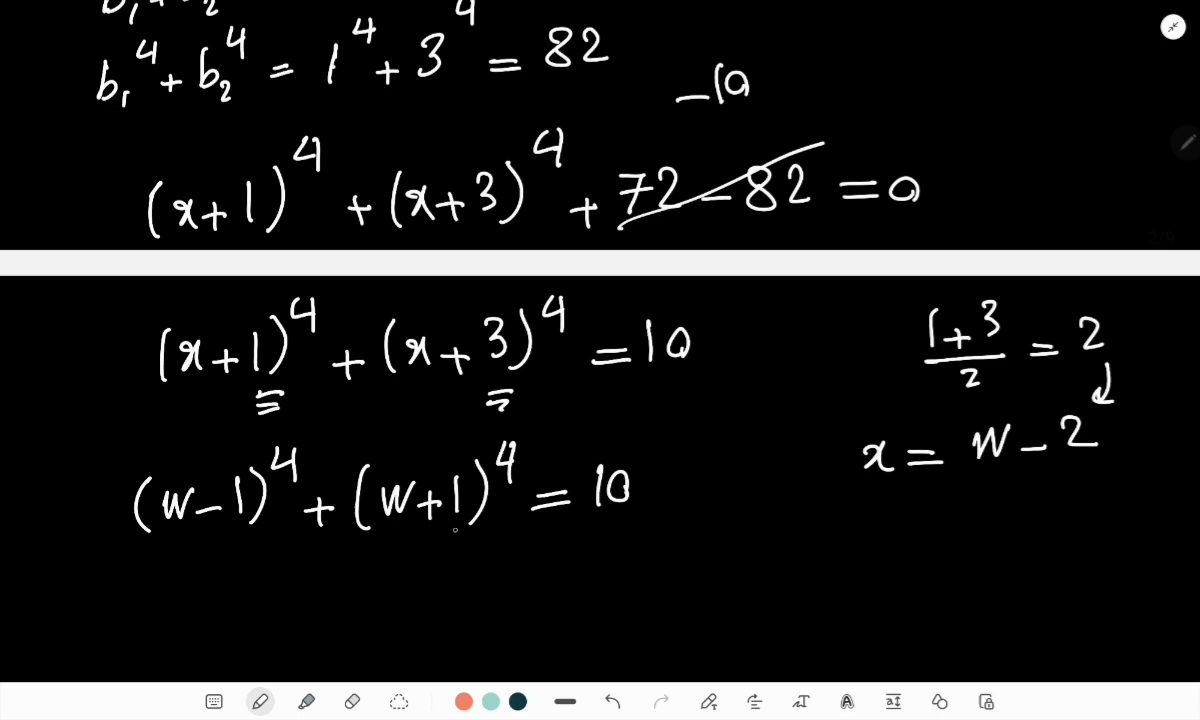 b₁⁴ + b₂⁴ = 1⁴ + 3⁴ = 82
-10
(x+1)⁴ + (x+3)⁴ + 72 - 82 = 0
(x+1)⁴ + (x+3)⁴ = 10
(1+3)/2 = 2
x = w - 2
(w-1)⁴ + (w+1)⁴ = 10